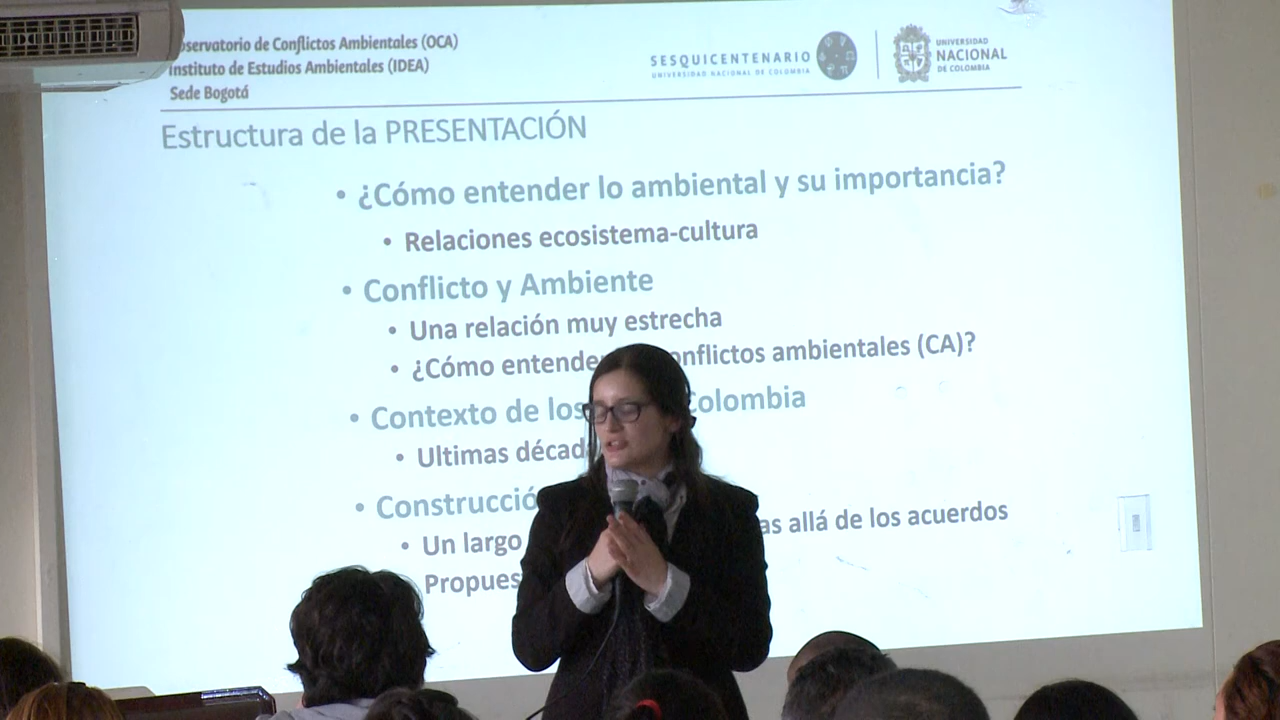 bservatorio de Conflictos Ambientales (OCA)
Instituto de Estudios Ambientales (IDEA)
Sede Bogotá
SESQUICENTENARIO
UNIVERSIDAD NACIONAL DE COLOMBIA
UNIVERSIDAD
NACIONAL
DE COLOMBIA
Estructura de la PRESENTACIÓN
• ¿Cómo entender lo ambiental y su importancia?
• Relaciones ecosistema-cultura
• Conflicto y Ambiente
• Una relación muy estrecha
• ¿Cómo entende onflictos ambientales (CA)?
• Contexto de los Colombia
• Ultimas décad
• Construcció
• Un largo as allá de los acuerdos
Propues